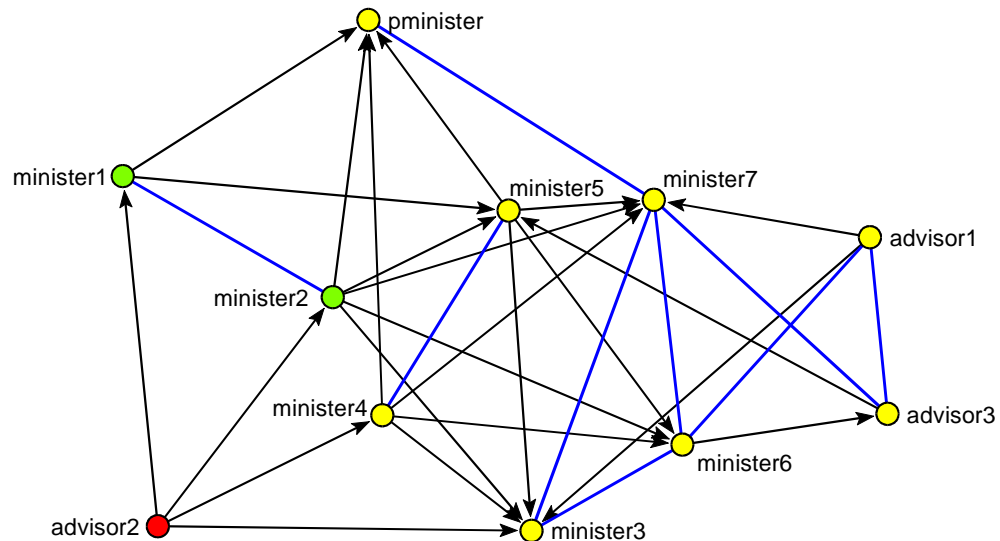 pminister
minister1
minister5
minister7
advisor1
minister2
minister4
advisor3
minister6
advisor2
minister3